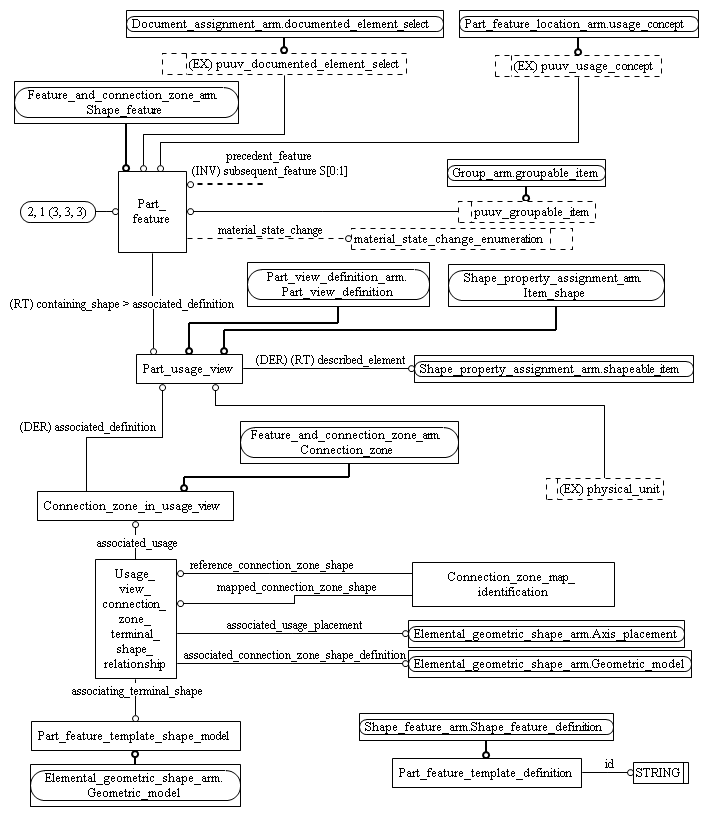 Document_assignment_arm.documented_element_select
Part_feature_location_arm.usage_concept
(EX) puuv_documented_element_select
(EX) puuv_usage_concept
Feature_and_connection_zone_arm.
Shape_feature
precedent_feature
(INV) subsequent_feature S[0:1]
Group_arm.groupable_item
2, 1 (3, 3, 3)
Part_
feature
puuv_groupable_item
material_state_change
material_state_change_enumeration
Part_view_definition_arm.
Part_view_definition
Shape_property_assignment_arm.
Item_shape
(RT) containing_shape > associated_definition
Part_usage_view
(DER) (RT) described_element
Shape_property_assignment_arm.shapeable_item
(DER) associated_definition
Feature_and_connection_zone_arm.
Connection_zone
(EX) physical_unit
Connection_zone_in_usage_view
associated_usage
Usage_
view_
connection_
zone_
terminal_
shape_
relationship
reference_connection_zone_shape
mapped_connection_zone_shape
Connection_zone_map_
identification
associated_usage_placement
Elemental_geometric_shape_arm.Axis_placement
associated_connection_zone_shape_definition
Elemental_geometric_shape_arm.Geometric_model
associating_terminal_shape
Part_feature_template_shape_model
Elemental_geometric_shape_arm.
Geometric_model
Shape_feature_arm.Shape_feature_definition
Part_feature_template_definition
id
STRING